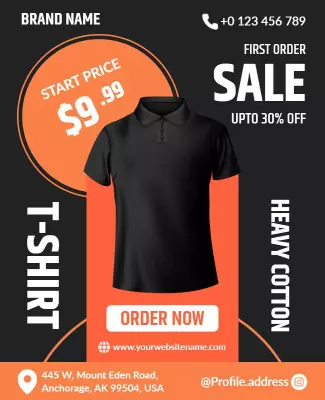 BRAND NAME
+0 123 456 789
FIRST ORDER
SALE
UPTO 30% OFF
START PRICE
$9.99
T-SHIRT
HEAVY COTTON
ORDER NOW
www.yourwebsitename.com
445 W, Mount Eden Road,
Anchorage, AK 99504, USA
@Profile.address